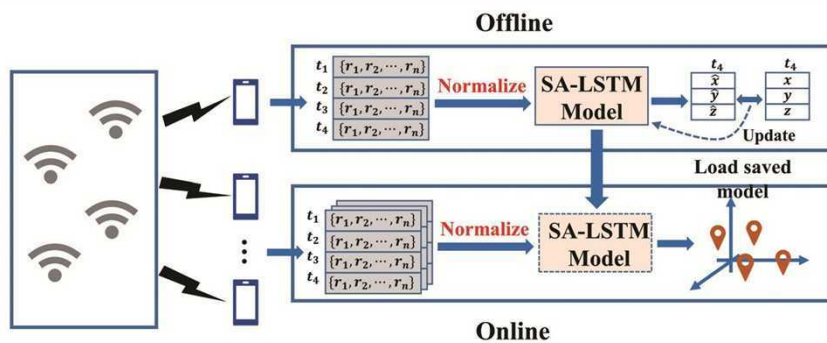 Offline
t₁ {r₁, r₂, ⋯, rₙ}
t₂ {r₁, r₂, ⋯, rₙ}
t₃ {r₁, r₂, ⋯, rₙ}
t₄ {r₁, r₂, ⋯, rₙ}
Normalize
SA-LSTM
Model
t₄ t₄
x̂ x
ŷ y
ẑ z
Update
Load saved
model
t₁ {r₁, r₂, ⋯, rₙ}
t₂ {r₁, r₂, ⋯, rₙ}
t₃ {r₁, r₂, ⋯, rₙ}
t₄ {r₁, r₂, ⋯, rₙ}
Normalize
SA-LSTM
Model
Online